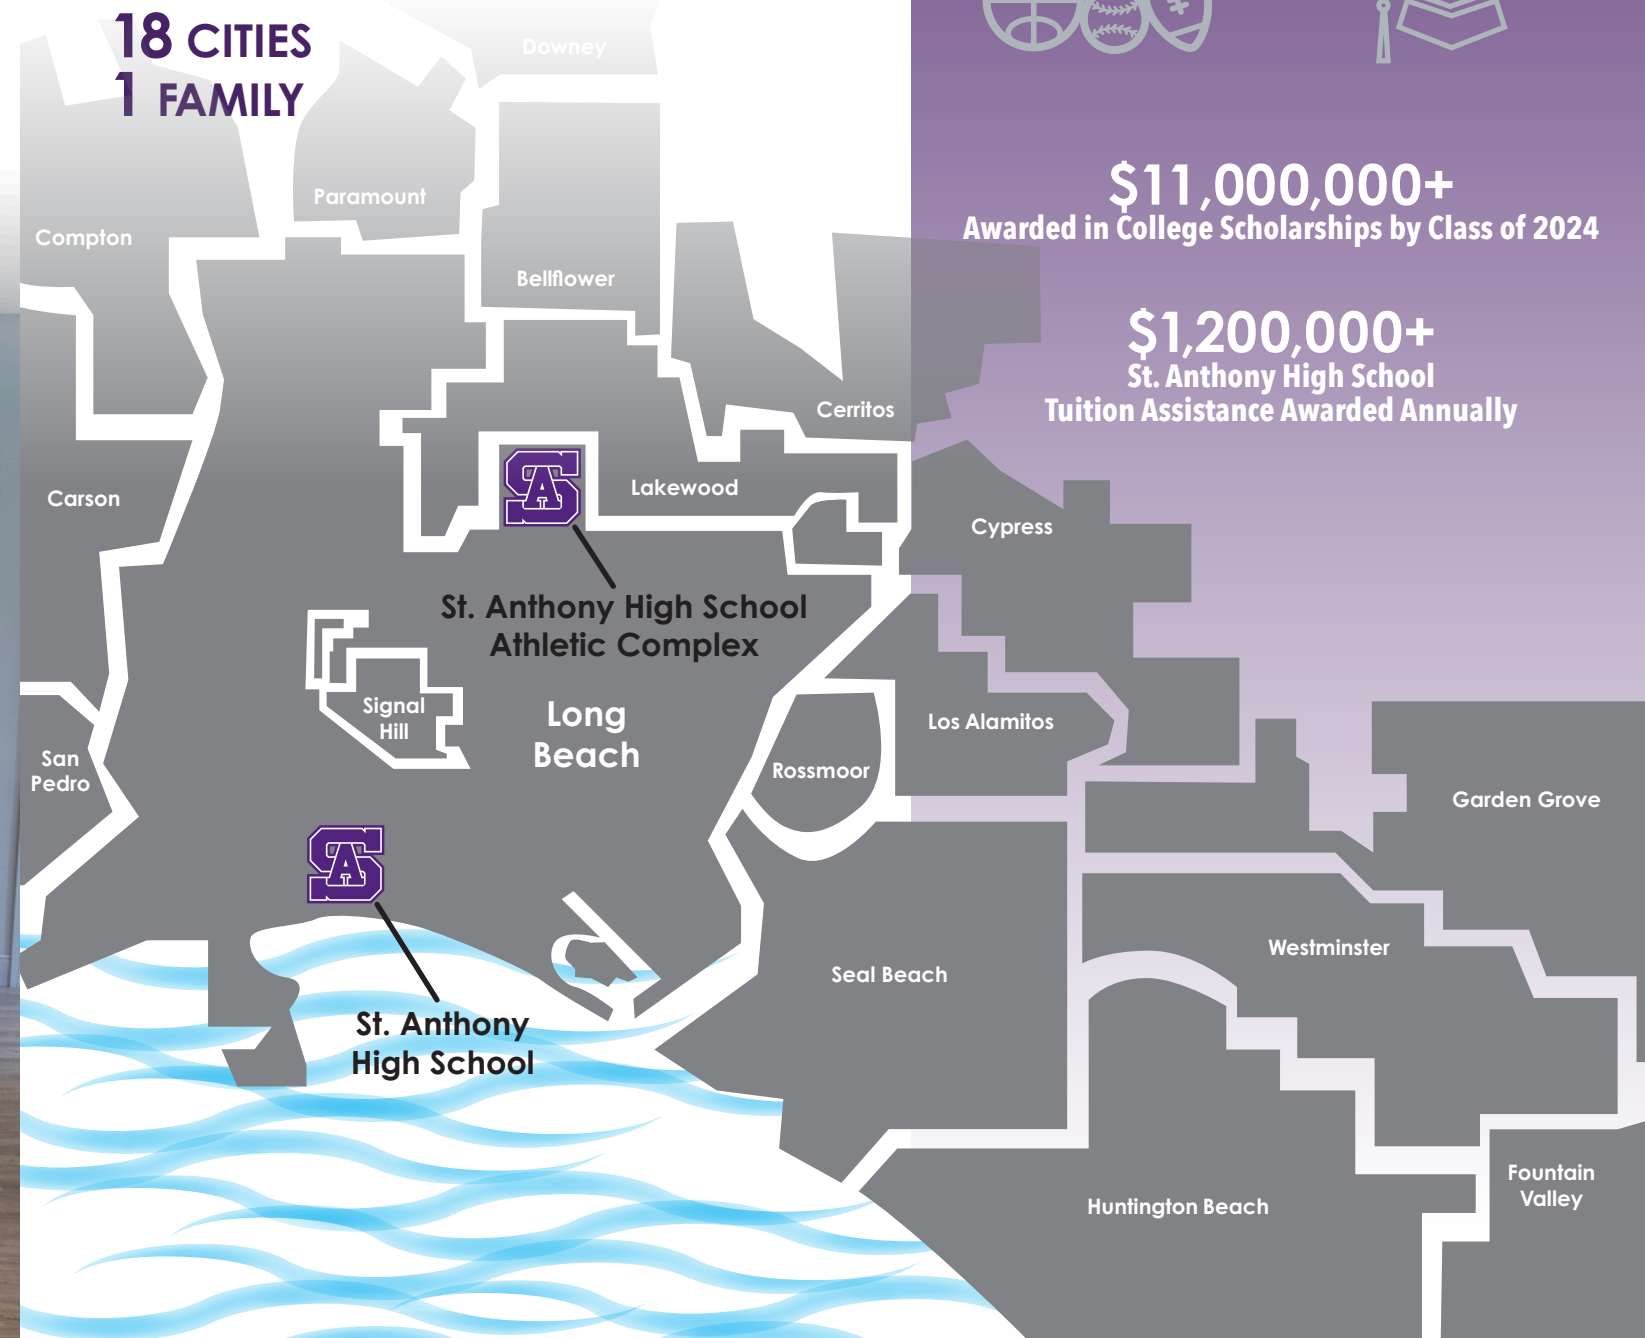 18 CITIES
1 FAMILY
Downey
Paramount
Compton
Bellflower
$11,000,000+
Awarded in College Scholarships by Class of 2024
$1,200,000+
St. Anthony High School
Tuition Assistance Awarded Annually
Cerritos
Carson
SA
Lakewood
Cypress
St. Anthony High School
Athletic Complex
Signal
Hill
Long
Beach
Los Alamitos
San
Pedro
Rossmoor
Garden Grove
SA
Westminster
Seal Beach
St. Anthony
High School
Fountain
Valley
Huntington Beach